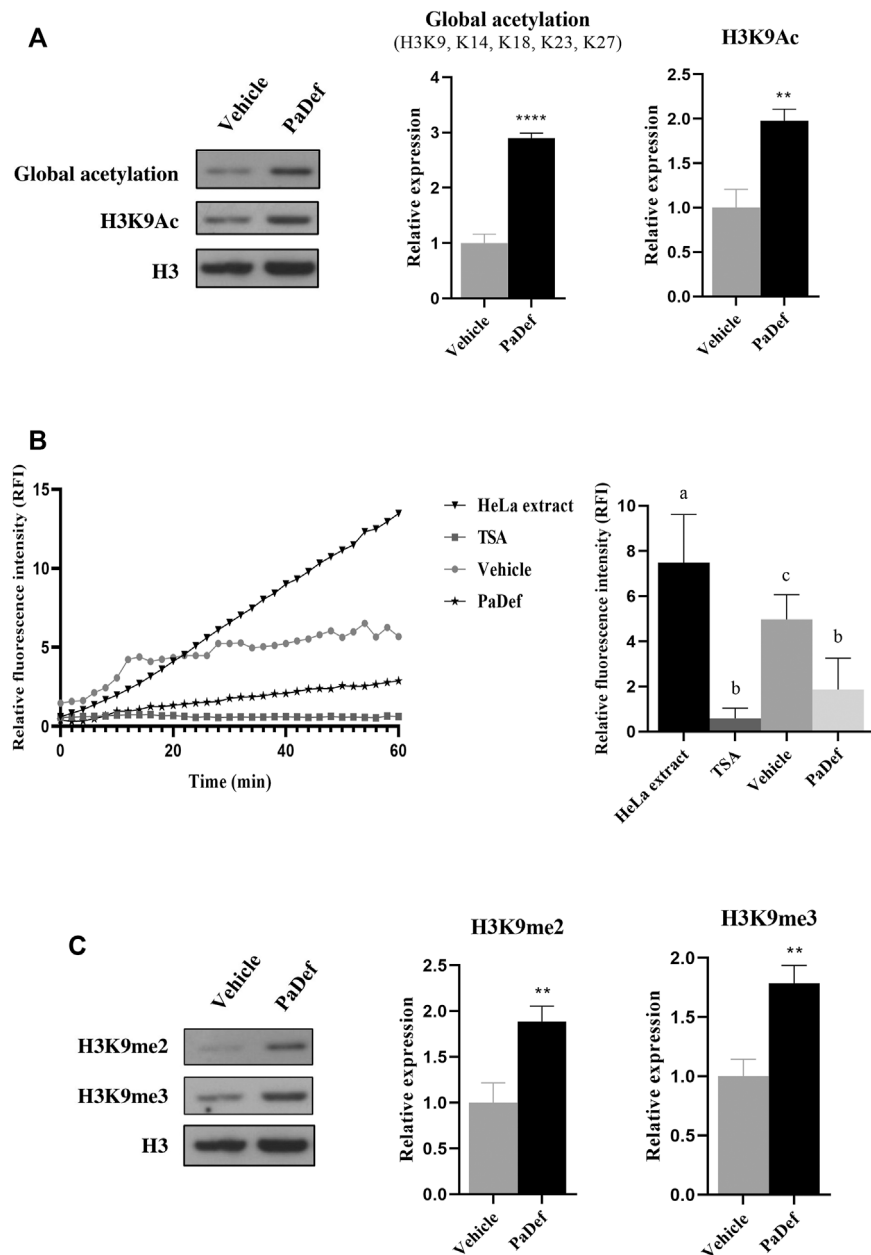 A
Vehicle
PaDef
Global acetylation
H3K9Ac
H3
Global acetylation
(H3K9, K14, K18, K23, K27)
Relative expression
4
3
2
1
0
****
Vehicle
PaDef
H3K9Ac
Relative expression
2.5
2.0
1.5
1.0
0.5
0.0
**
Vehicle
PaDef
B
Relative fluorescence intensity (RFI)
15
10
5
0
0
20
40
60
Time (min)
HeLa extract
TSA
Vehicle
PaDef
Relative fluorescence intensity (RFI)
10
8
6
4
2
0
a
b
c
b
HeLa extract
TSA
Vehicle
PaDef
C
Vehicle
PaDef
H3K9me2
H3K9me3
H3
H3K9me2
Relative expression
2.5
2.0
1.5
1.0
0.5
0.0
**
Vehicle
PaDef
H3K9me3
Relative expression
2.0
1.5
1.0
0.5
0.0
**
Vehicle
PaDef